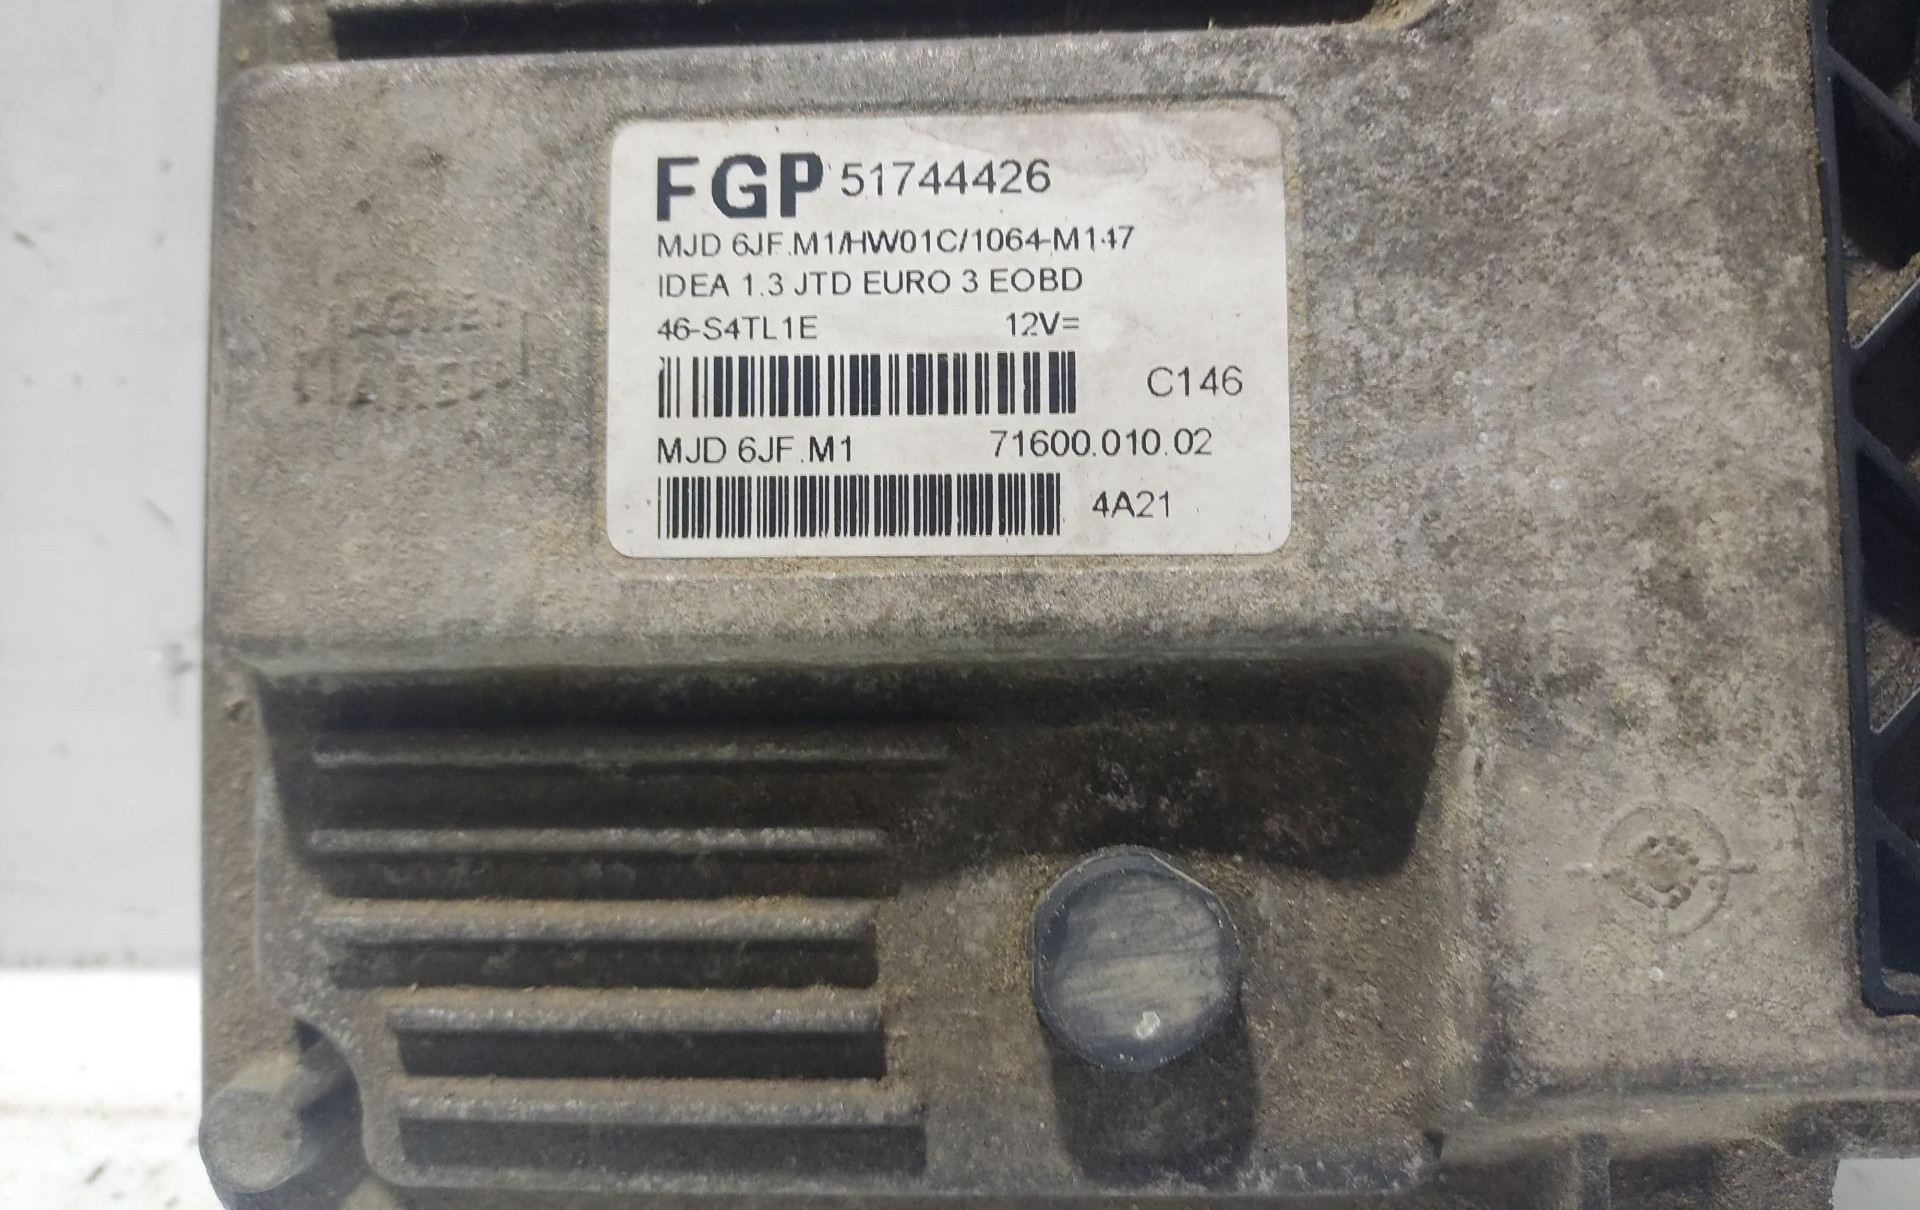 FGP 51744426
MJD 6JF.M1/HW01C/1064-M147
IDEA 1.3 JTD EURO 3 EOBD
46-S4TL1E 12V=
C146
MJD 6JF.M1 71600.010.02
4A21